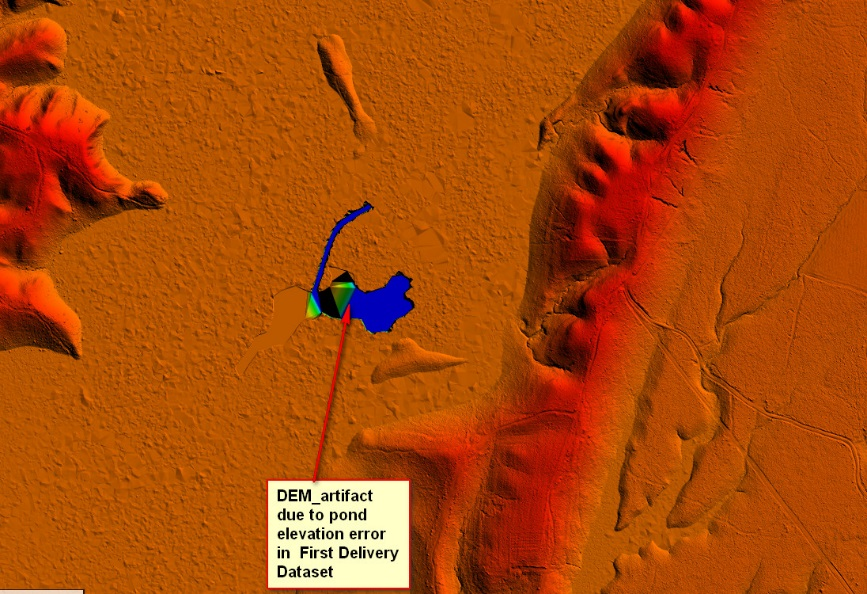 DEM_artifact
due to pond
elevation error
in  First Delivery
Dataset